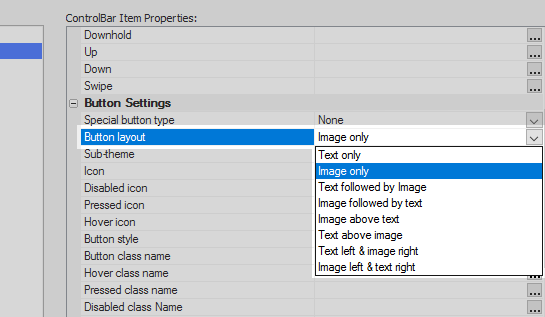 ControlBar Item Properties:
Downhold ...
Up ...
Down ...
Swipe ...
Button Settings
Special button type None
Button layout Image only
Sub-theme Text only
Icon Image only
Disabled icon Text followed by Image
Pressed icon Image followed by text
Hover icon Image above text
Button style Text above image
Button class name Text left & image right
Hover class name Image left & text right ...
Pressed class name ...
Disabled class Name ...